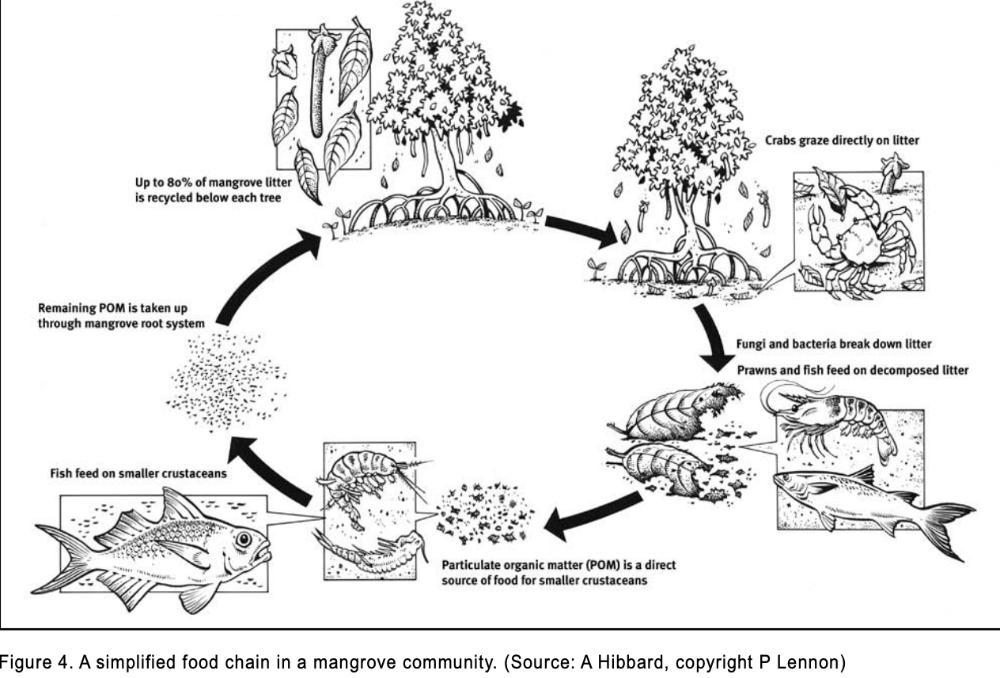 Up to 80% of mangrove litter
is recycled below each tree
Crabs graze directly on litter
Fungi and bacteria break down litter
Prawns and fish feed on decomposed litter
Particulate organic matter (POM) is a direct
source of food for smaller crustaceans
Fish feed on smaller crustaceans
Remaining POM is taken up
through mangrove root system
Figure 4. A simplified food chain in a mangrove community. (Source: A Hibbard, copyright P Lennon)